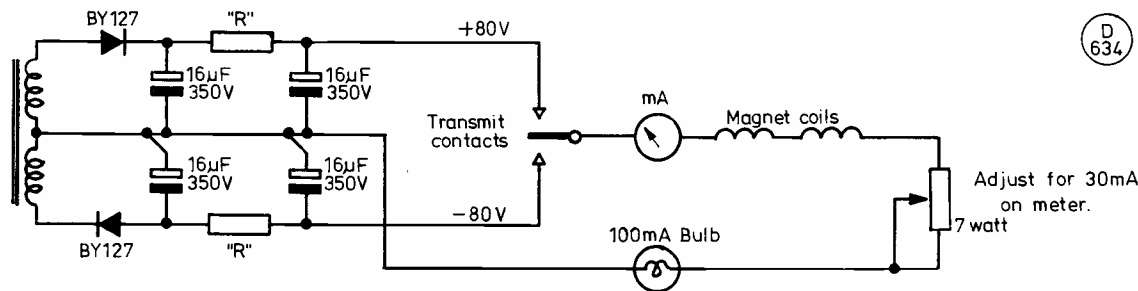 BY127
"R"
+80V
D
634
16µF
350V
16µF
350V
mA
Magnet coils
Transmit
contacts
16µF
350V
16µF
350V
Adjust for 30mA
on meter.
7 watt
-80V
BY127
"R"
100mA Bulb